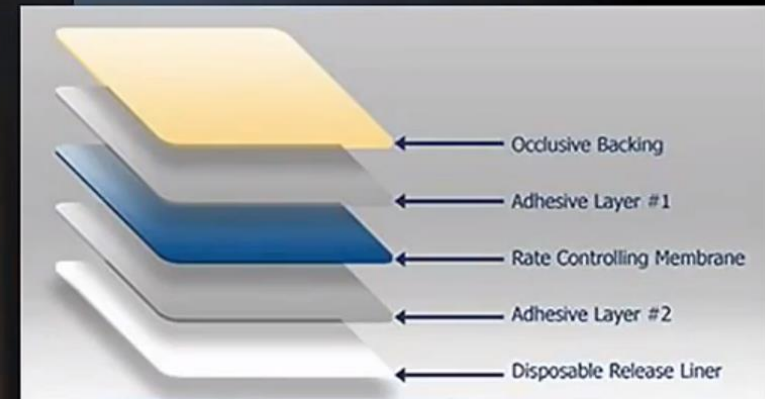 Occlusive Backing
Adhesive Layer #1
Rate Controlling Membrane
Adhesive Layer #2
Disposable Release Liner